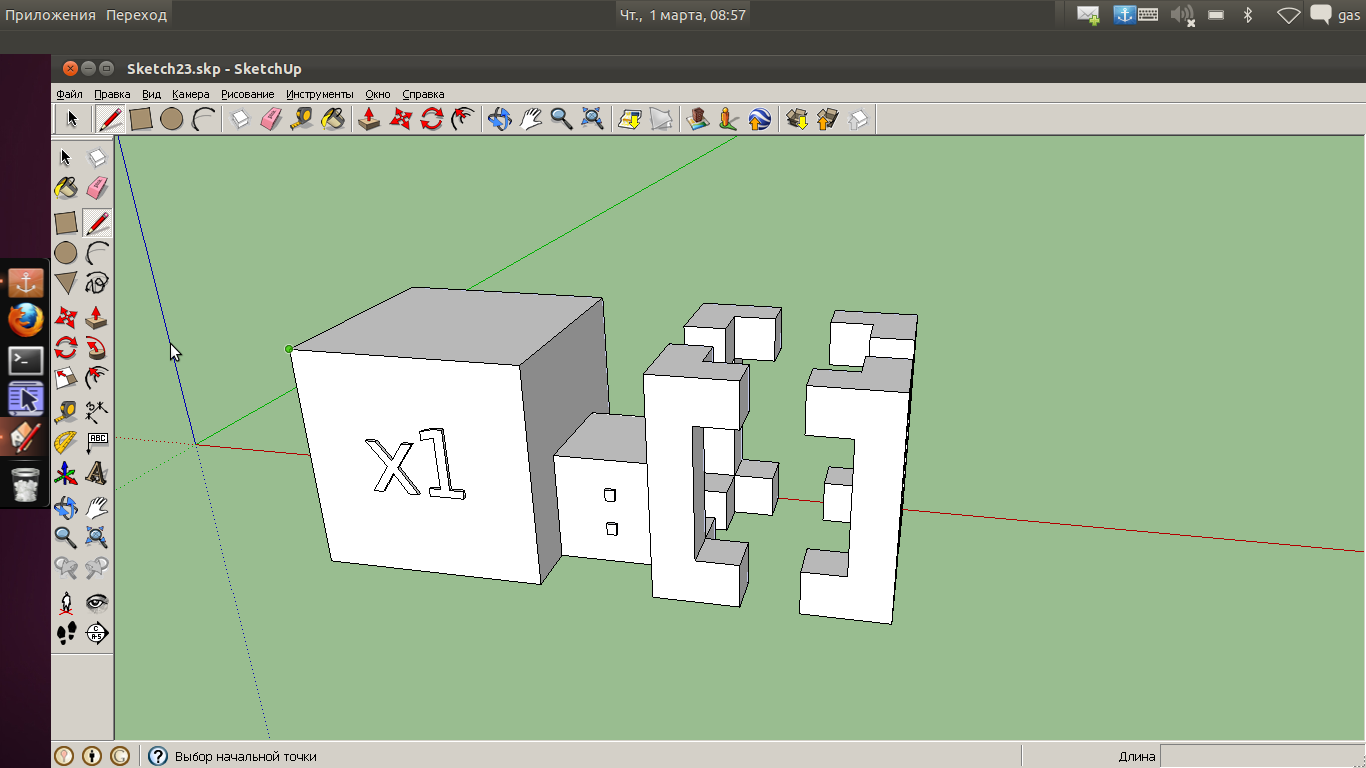 Приложения Переход
Чт., 1 марта, 08:57
gas
Sketch23.skp - SketchUp
Файл Правка Вид Камера Рисование Инструменты Окно Справка
ABC
x1
:
Выбор начальной точки
Длина